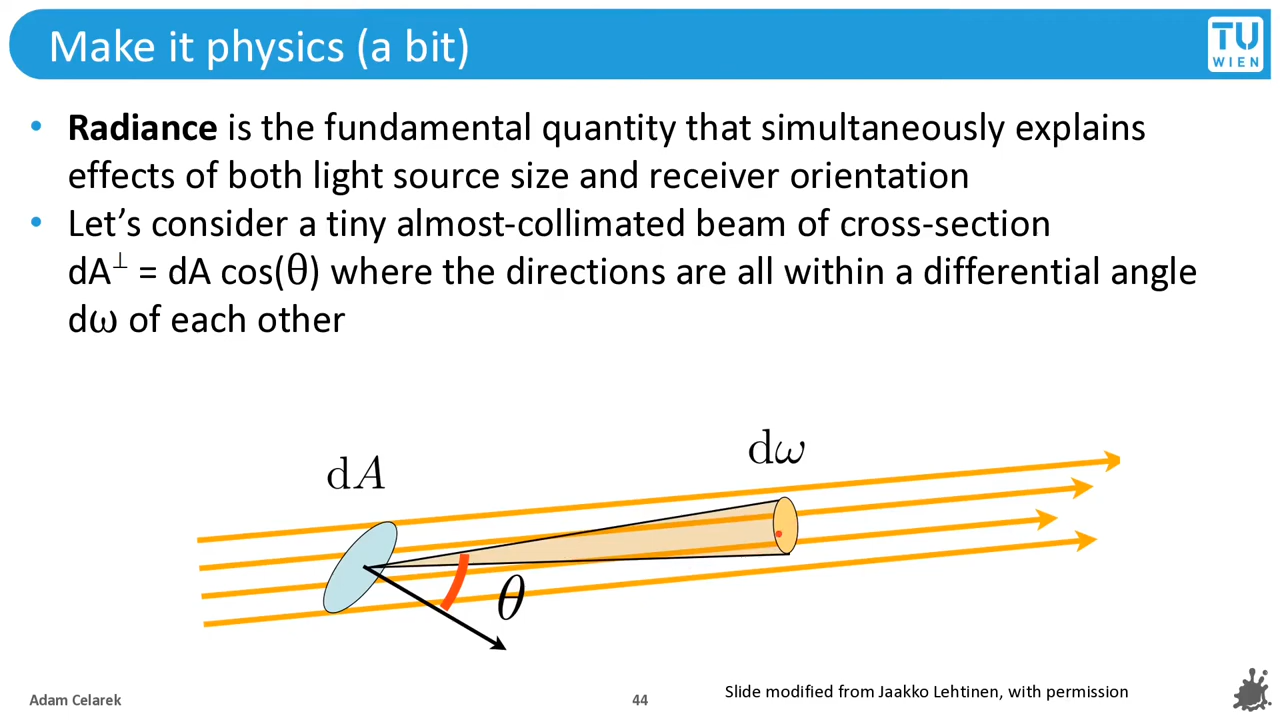 Make it physics (a bit)
TU
WIEN
• Radiance is the fundamental quantity that simultaneously explains
effects of both light source size and receiver orientation
• Let’s consider a tiny almost-collimated beam of cross-section
dA⊥ = dA cos(θ) where the directions are all within a differential angle
dω of each other
dω
dA
θ
Adam Celarek
44
Slide modified from Jaakko Lehtinen, with permission